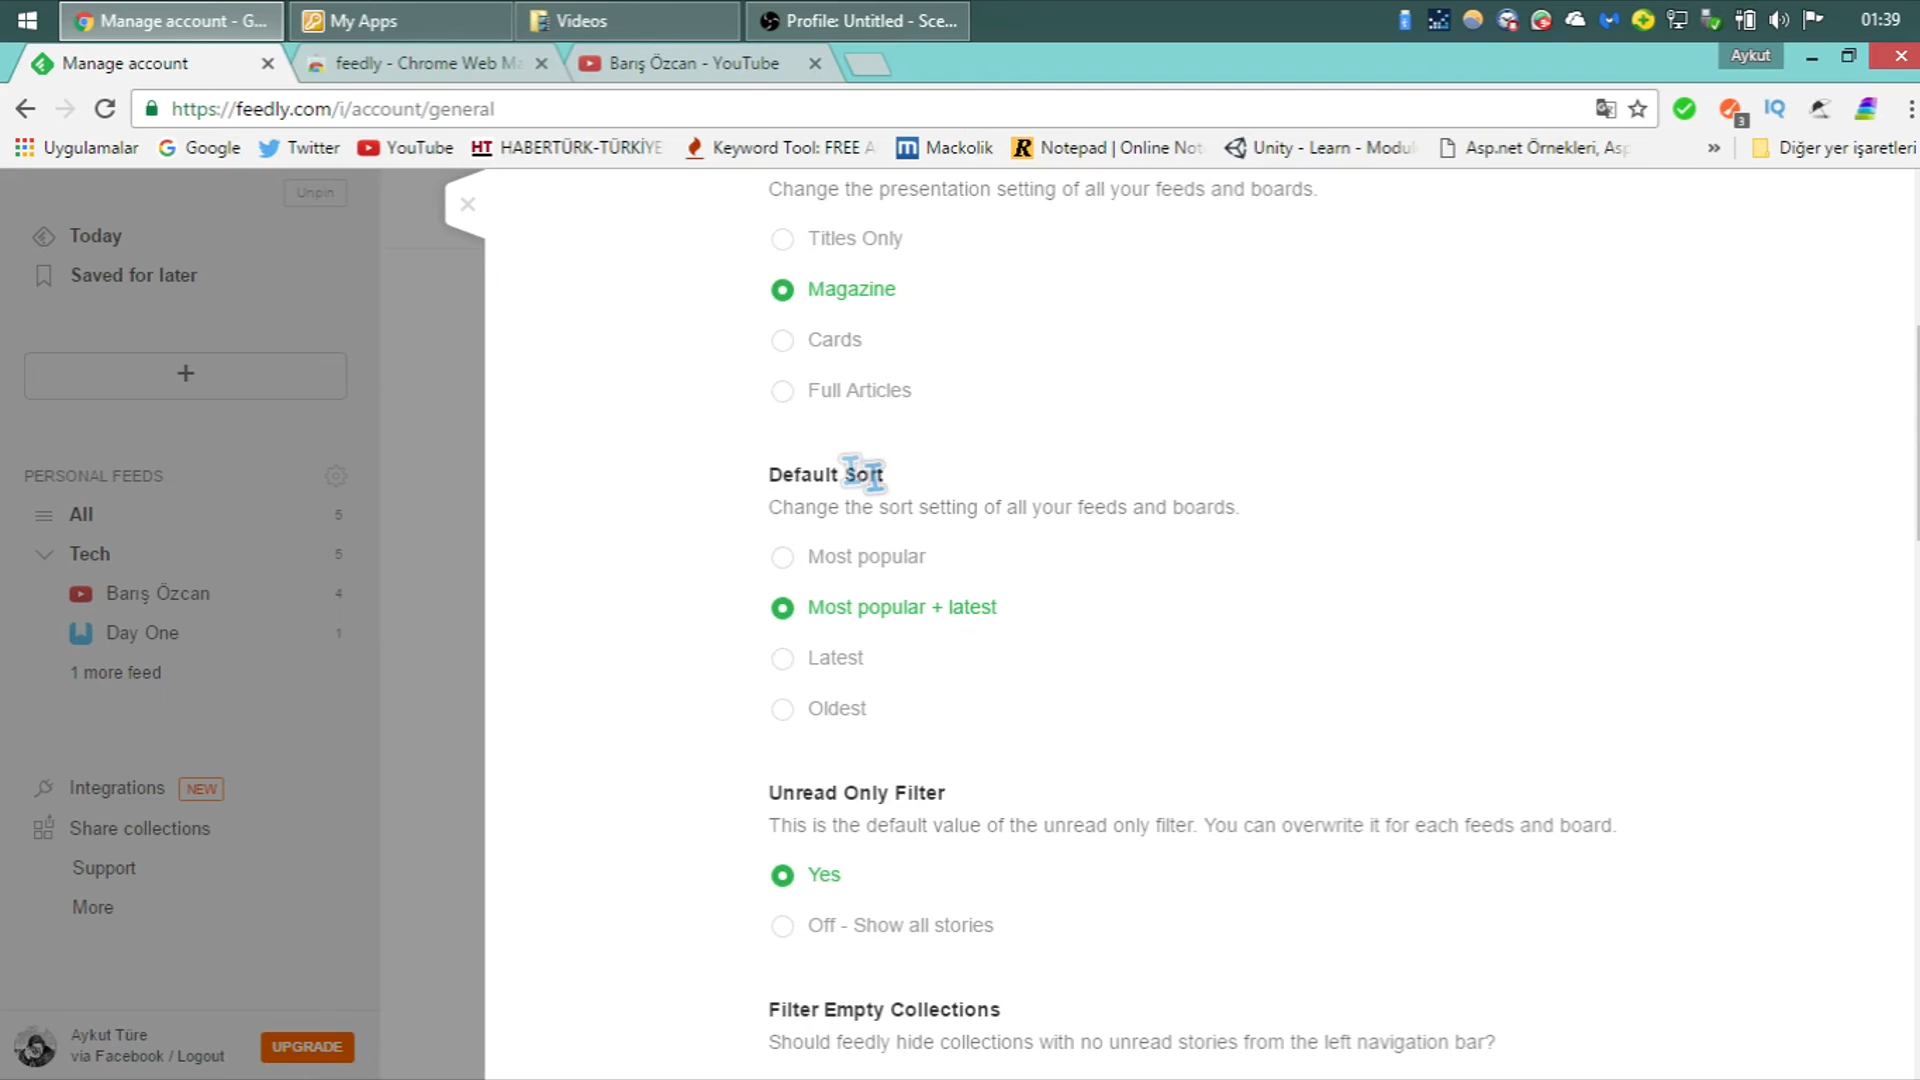 Manage account - G...
My Apps
Videos
Profile: Untitled - Sce...
01:39
Manage account
feedly - Chrome Web Ma
Barış Özcan - YouTube
Aykut
https://feedly.com/i/account/general
3
IQ
Uygulamalar
Google
Twitter
YouTube
HT HABERTÜRK-TÜRKİYE
Keyword Tool: FREE A
m Mackolik
R Notepad | Online Not
Unity - Learn - Modul
Asp.net Örnekleri, Asp
»
Diğer yer işaretleri
Unpin
Today
Saved for later
+
PERSONAL FEEDS
All 5
Tech 5
Barış Özcan 4
Day One 1
1 more feed
Integrations NEW
Share collections
Support
More
Aykut Türe
via Facebook / Logout
UPGRADE
Change the presentation setting of all your feeds and boards.
Titles Only
Magazine
Cards
Full Articles
Default Sort
Change the sort setting of all your feeds and boards.
Most popular
Most popular + latest
Latest
Oldest
Unread Only Filter
This is the default value of the unread only filter. You can overwrite it for each feeds and board.
Yes
Off - Show all stories
Filter Empty Collections
Should feedly hide collections with no unread stories from the left navigation bar?